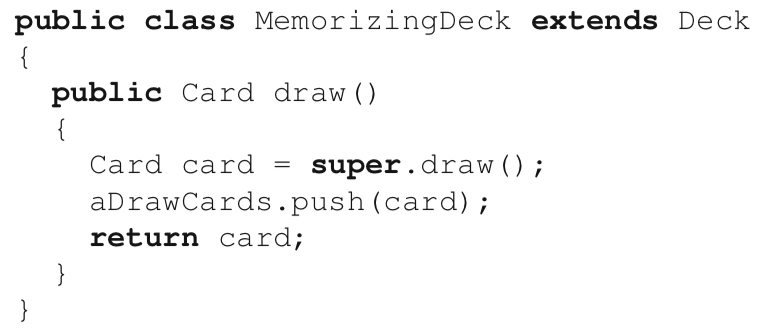 public class MemorizingDeck extends Deck
{
  public Card draw()
  {
    Card card = super.draw();
    aDrawCards.push(card);
    return card;
  }
}